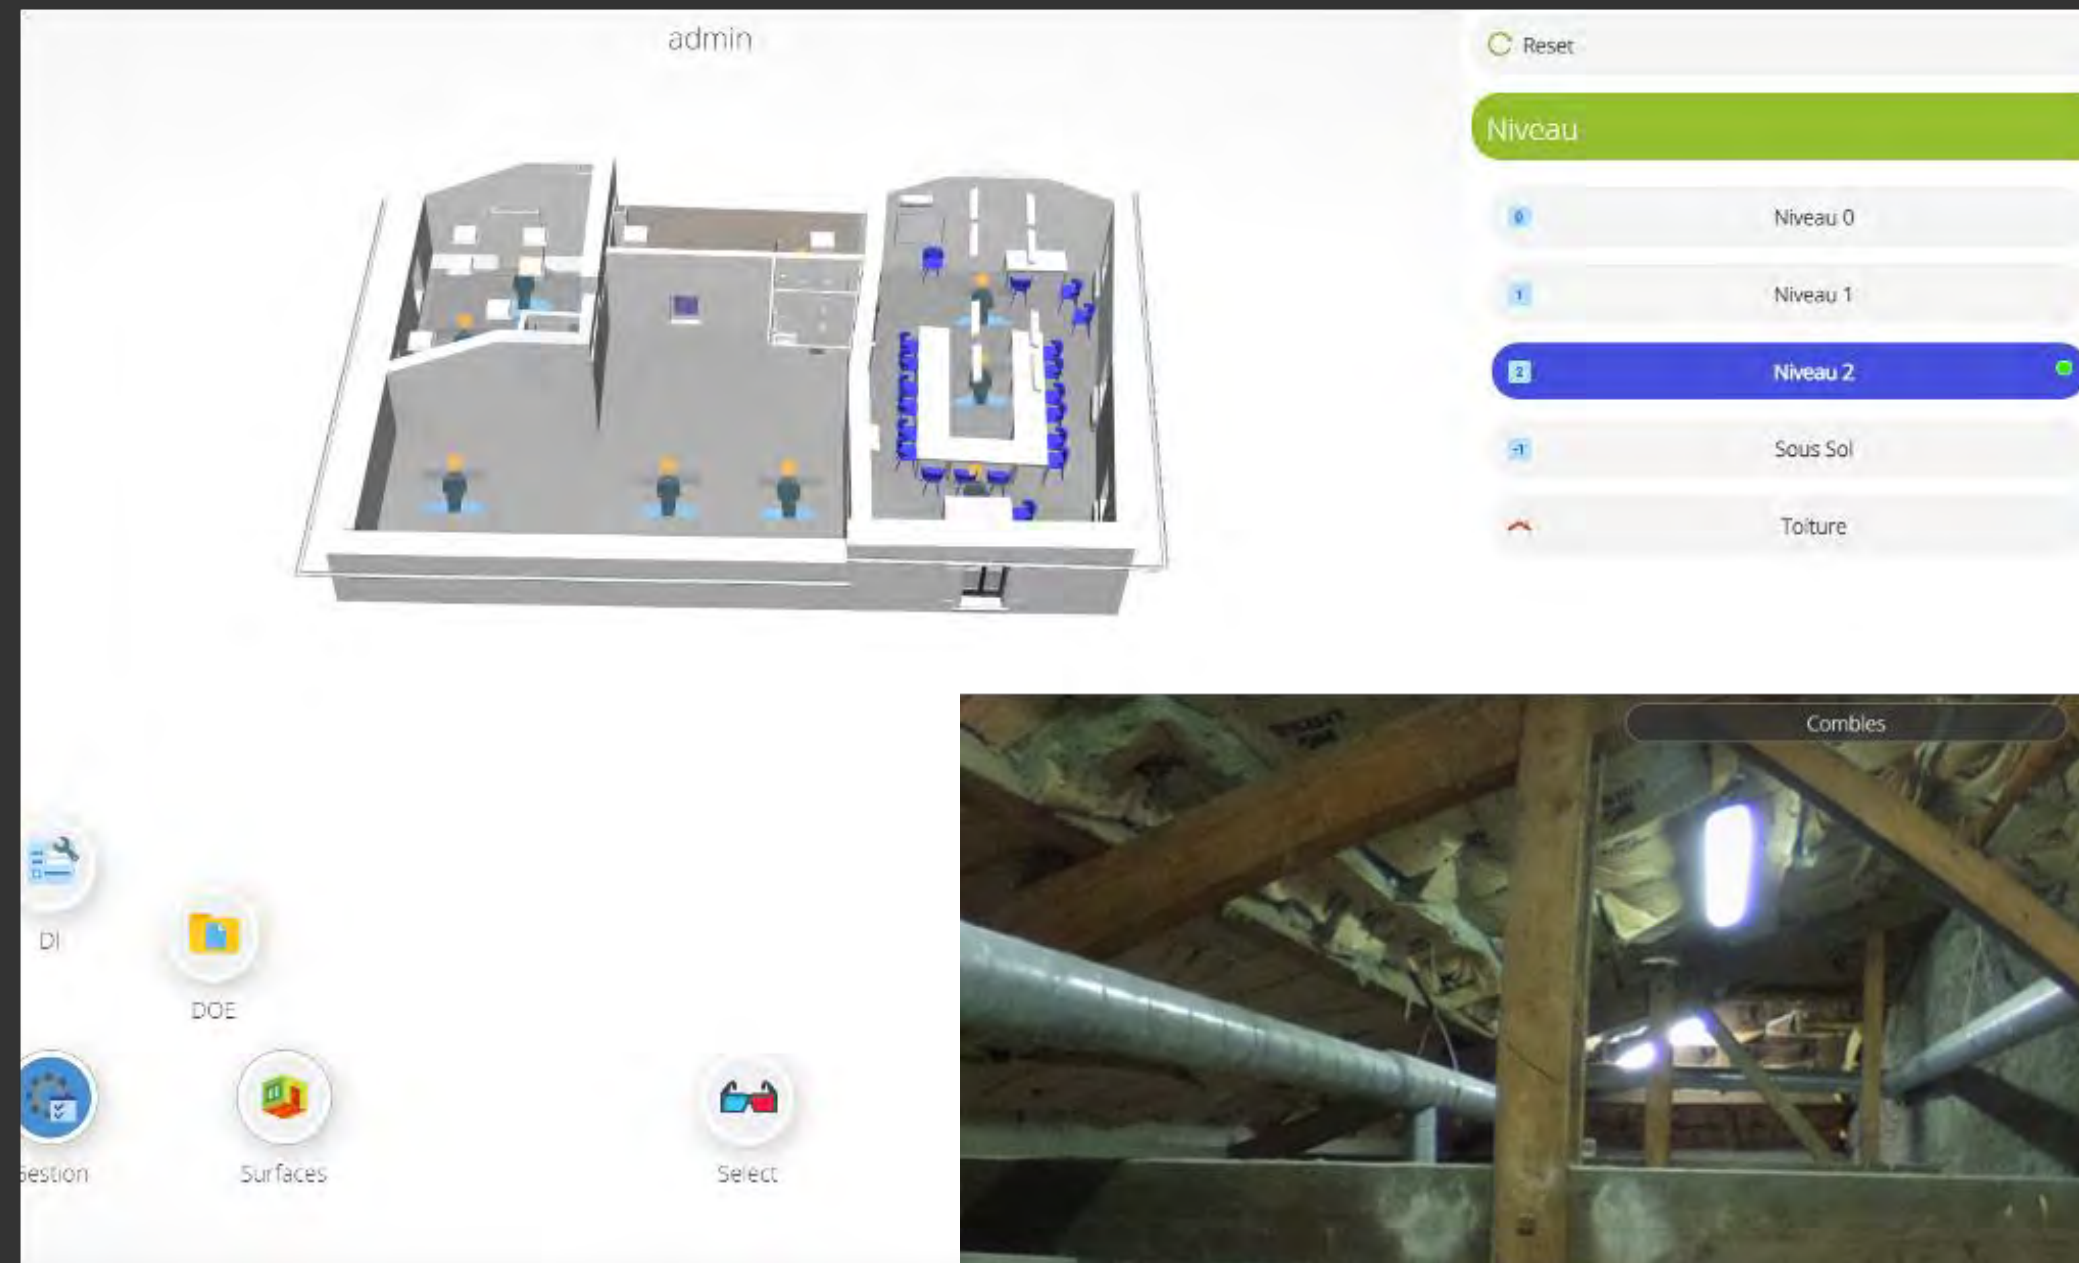 admin
Reset
Niveau
0 Niveau 0
1 Niveau 1
2 Niveau 2
-1 Sous Sol
Toiture
Combles
DI
DOE
Gestion
Surfaces
Select